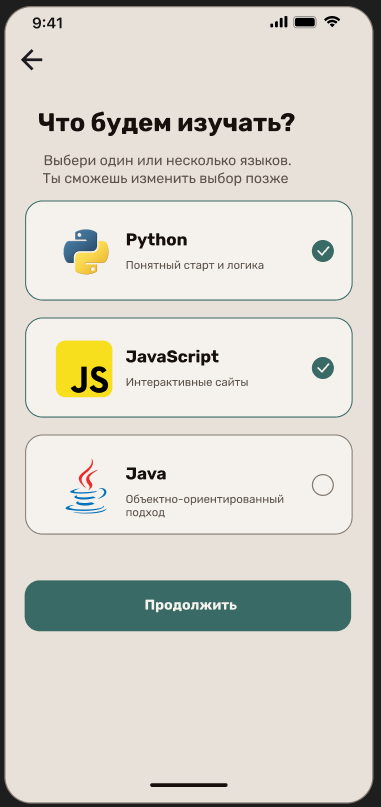 9:41
Что будем изучать?
Выбери один или несколько языков.
Ты сможешь изменить выбор позже
Python
Понятный старт и логика
JS
JavaScript
Интерактивные сайты
Java
Объектно-ориентированный
подход
Продолжить